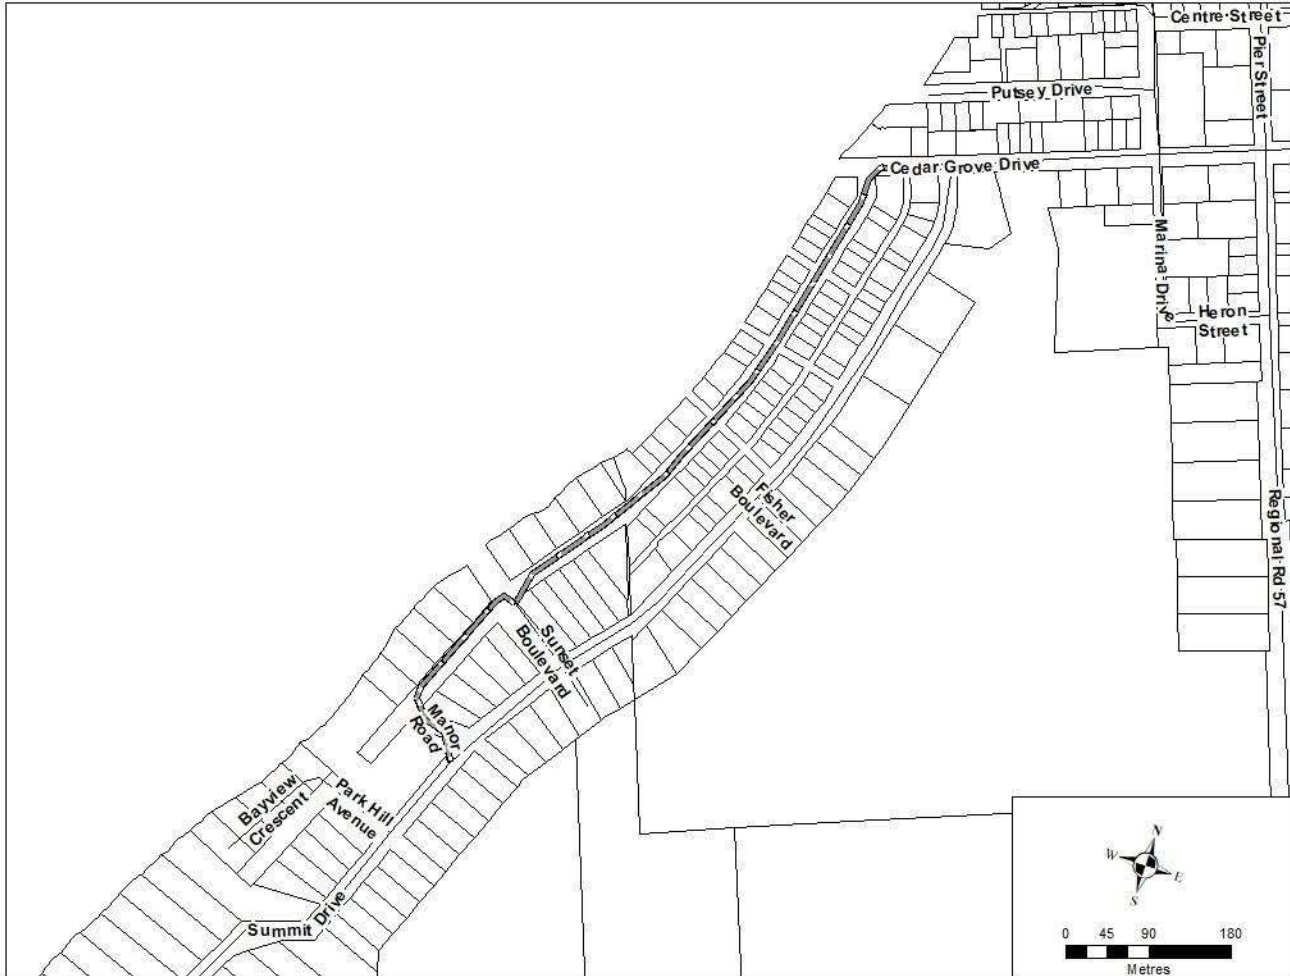 Centre Street
Pier Street
Putsey Drive
Cedar Grove Drive
Marina Drive
Heron
Street
Fisher
Boulevard
Regional Rd 57
Sunset
Boulevard
Manor
Road
Park Hill
Avenue
Bayview
Crescent
Summit Drive
N
W
E
S
0 45 90 180
Metres